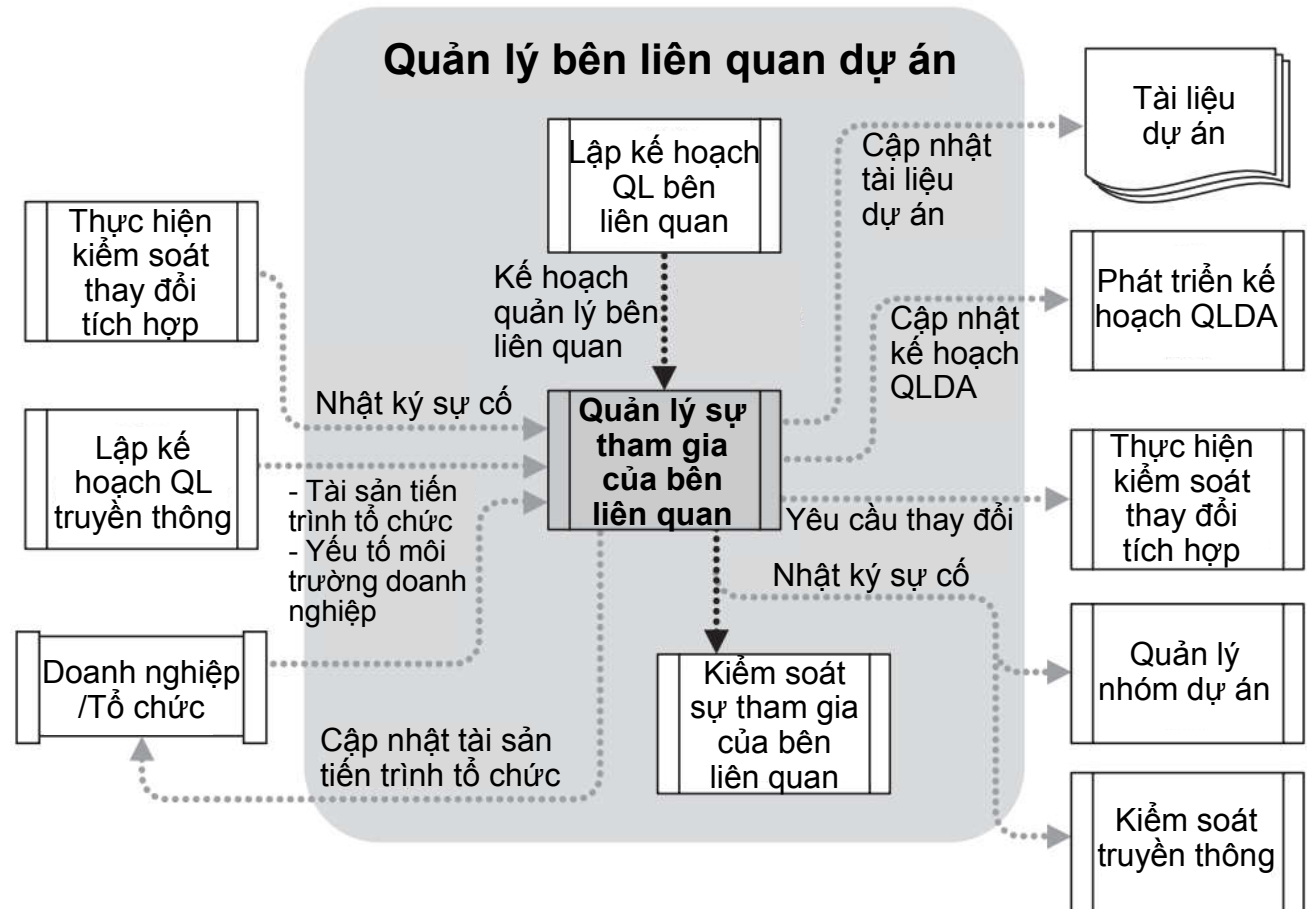 Quản lý bên liên quan dự án
Thực hiện
kiểm soát
thay đổi
tích hợp
Lập kế
hoạch QL
truyền thông
Doanh nghiệp
/Tổ chức
Lập kế hoạch
QL bên
liên quan
Kế hoạch
quản lý bên
liên quan
Nhật ký sự cố
- Tài sản tiến
trình tổ chức
- Yếu tố môi
trường doanh
nghiệp
Quản lý sự
tham gia
của bên
liên quan
Cập nhật tài sản
tiến trình tổ chức
Kiểm soát
sự tham gia
của bên
liên quan
Cập nhật
tài liệu
dự án
Cập nhật
kế hoạch
QLDA
Yêu cầu thay đổi
Nhật ký sự cố
Tài liệu
dự án
Phát triển kế
hoạch QLDA
Thực hiện
kiểm soát
thay đổi
tích hợp
Quản lý
nhóm dự án
Kiểm soát
truyền thông